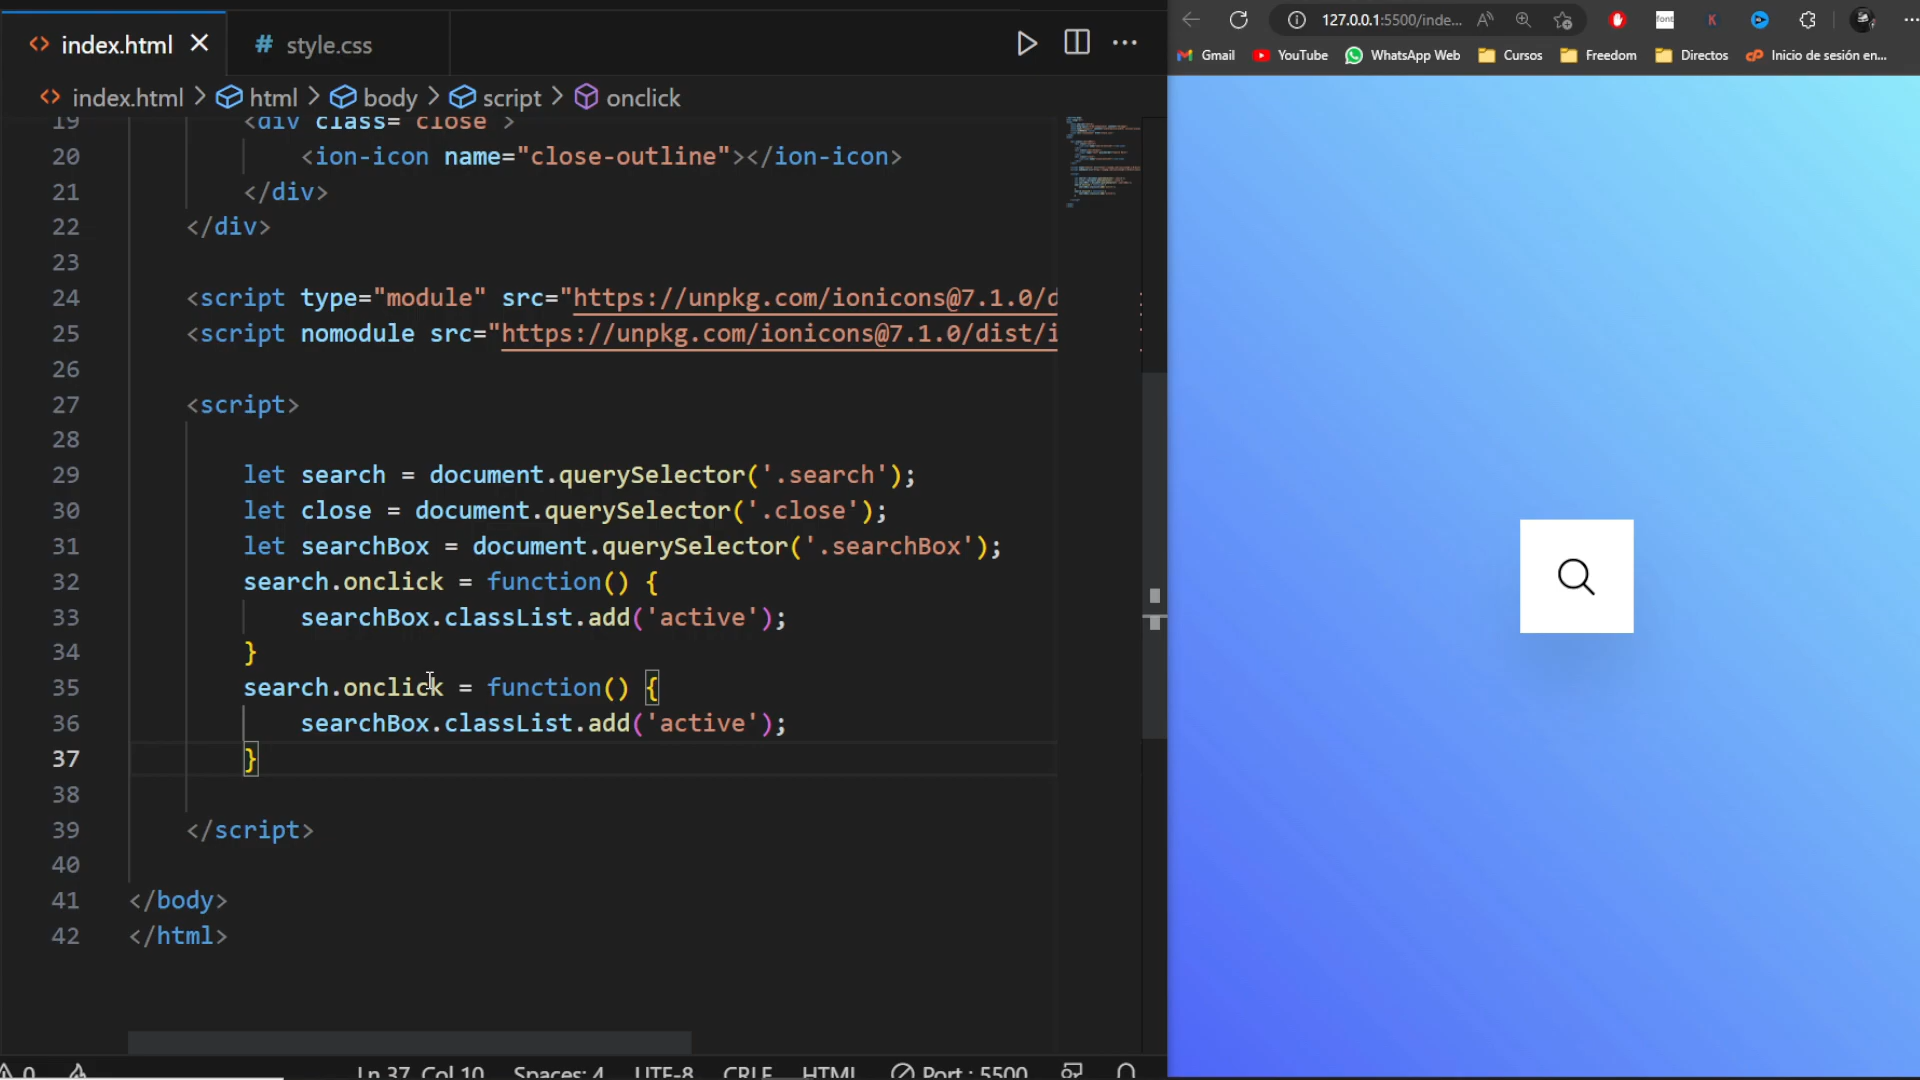 index.html
# style.css
index.html > html > body > script > onclick
19 <div class="close">
20 <ion-icon name="close-outline"></ion-icon>
21 </div>
22 </div>
23
24 <script type="module" src="https://unpkg.com/ionicons@7.1.0/d
25 <script nomodule src="https://unpkg.com/ionicons@7.1.0/dist/i
26
27 <script>
28
29 let search = document.querySelector('.search');
30 let close = document.querySelector('.close');
31 let searchBox = document.querySelector('.searchBox');
32 search.onclick = function() {
33 searchBox.classList.add('active');
34 }
35 search.onclick = function() {
36 searchBox.classList.add('active');
37 }
38
39 </script>
40
41 </body>
42 </html>
0 Ln 37, Col 10 Spaces: 4 UTF-8 CRLF HTML Port : 5500
127.0.0.1:5500/inde...
Gmail YouTube WhatsApp Web Cursos Freedom Directos Inicio de sesión en...